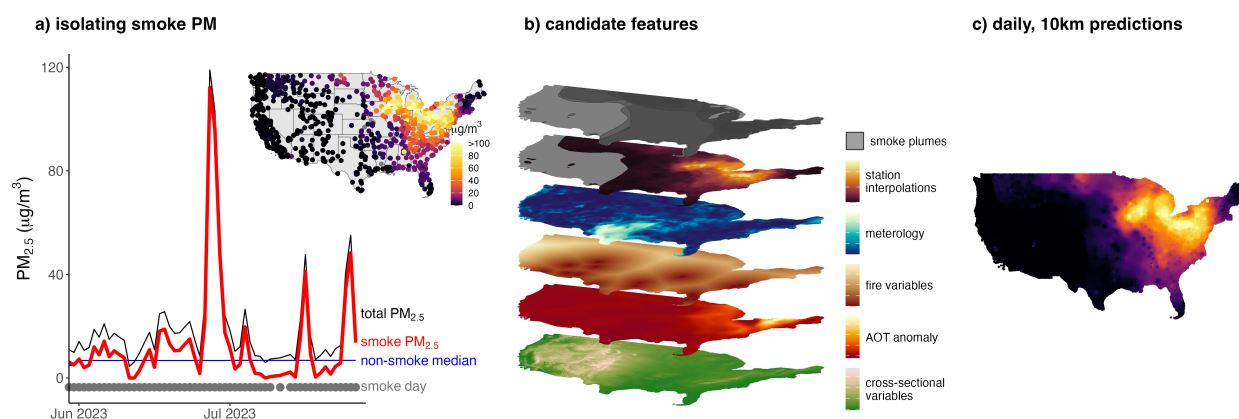 a) isolating smoke PM
b) candidate features
c) daily, 10km predictions
120
80
40
0
PM2.5 (μg/m3)
μg/m3
>100
80
60
40
20
0
total PM2.5
smoke PM2.5
non-smoke median
smoke day
Jun 2023
Jul 2023
smoke plumes
station
interpolations
meterology
fire variables
AOT anomaly
cross-sectional
variables